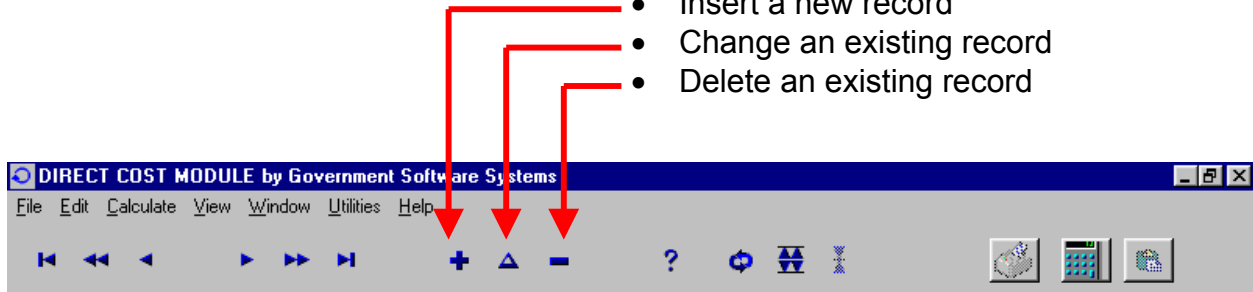 • Insert a new record
• Change an existing record
• Delete an existing record
DIRECT COST MODULE by Government Software Systems
File Edit Calculate View Window Utilities Help
?